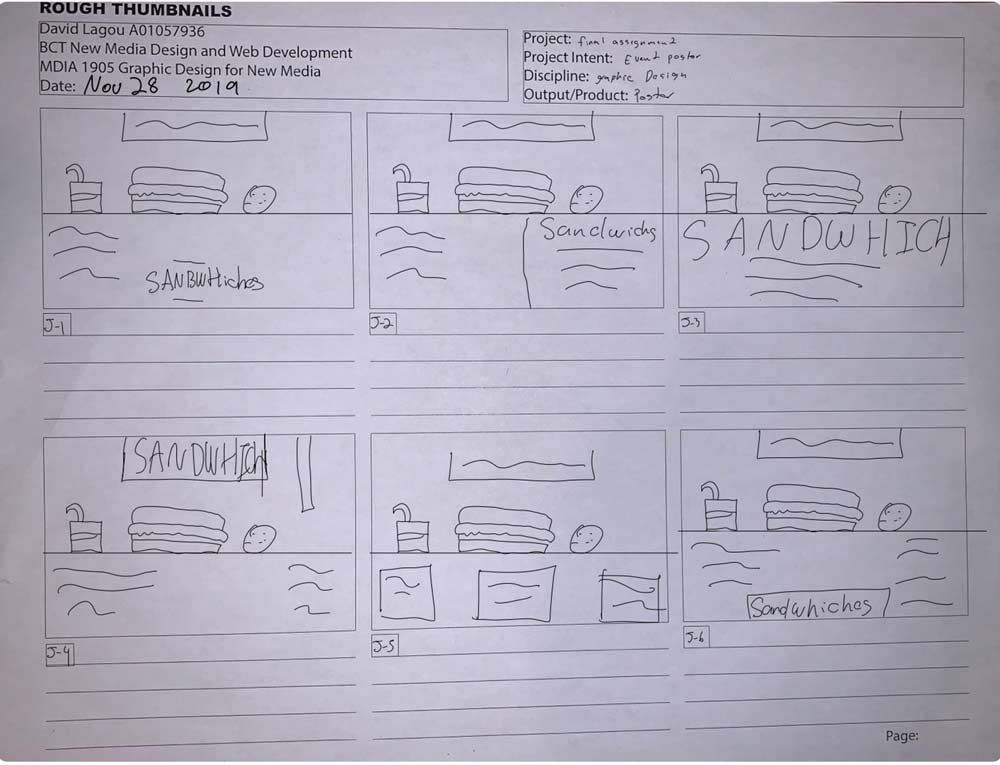 ROUGH THUMBNAILS
David Lagou A01057936
BCT New Media Design and Web Development
MDIA 1905 Graphic Design for New Media
Date: Nov 28 2019
Project: final assignment
Project Intent: Event poster
Discipline: graphic Design
Output/Product: Poster
SANBWHiches
Sandwichs
SANDWHICH
J-1
J-2
J-3
SANDWHICH
Sandwhiches
J-4
J-5
J-6
Page: